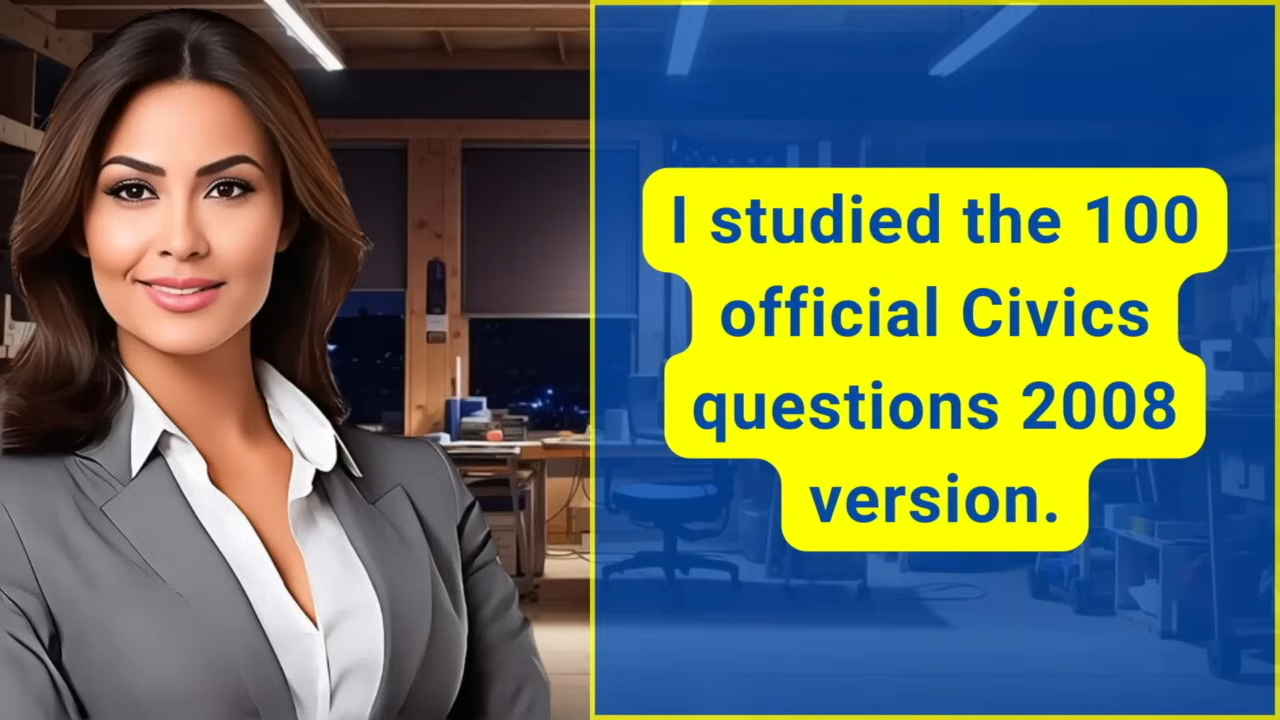 I studied the 100
official Civics
questions 2008
version.